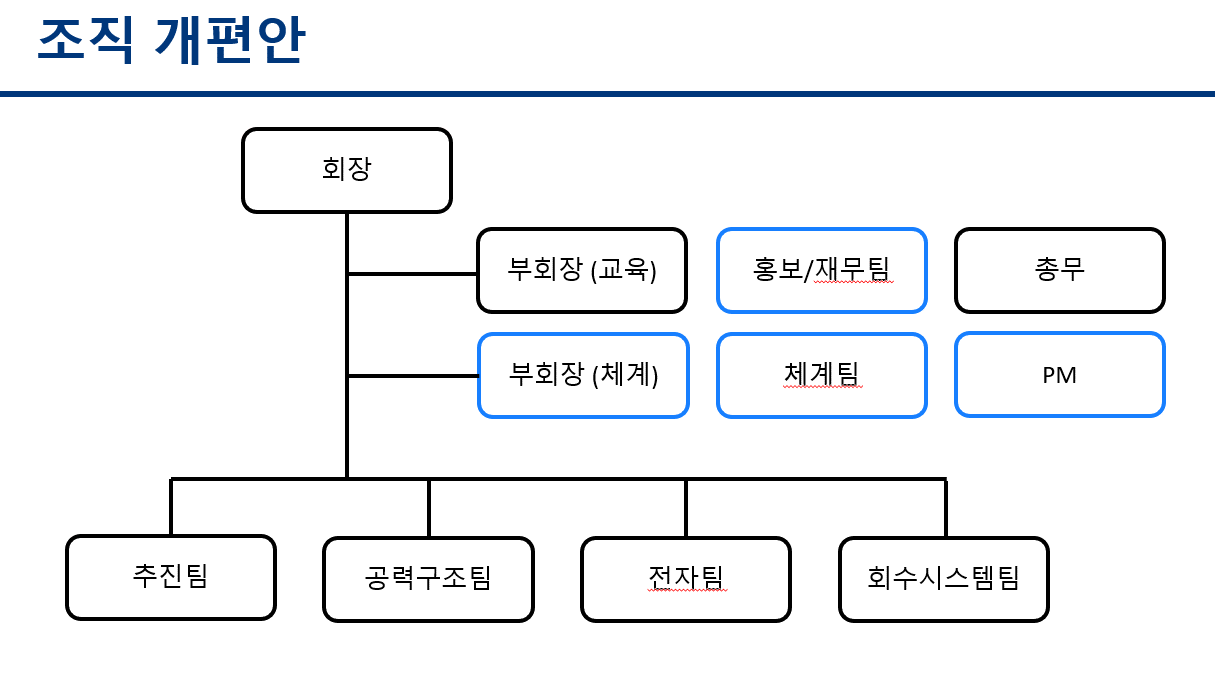 조직 개편안
회장
부회장 (교육)
홍보/재무팀
총무
부회장 (체계)
체계팀
PM
추진팀
공력구조팀
전자팀
회수시스템팀